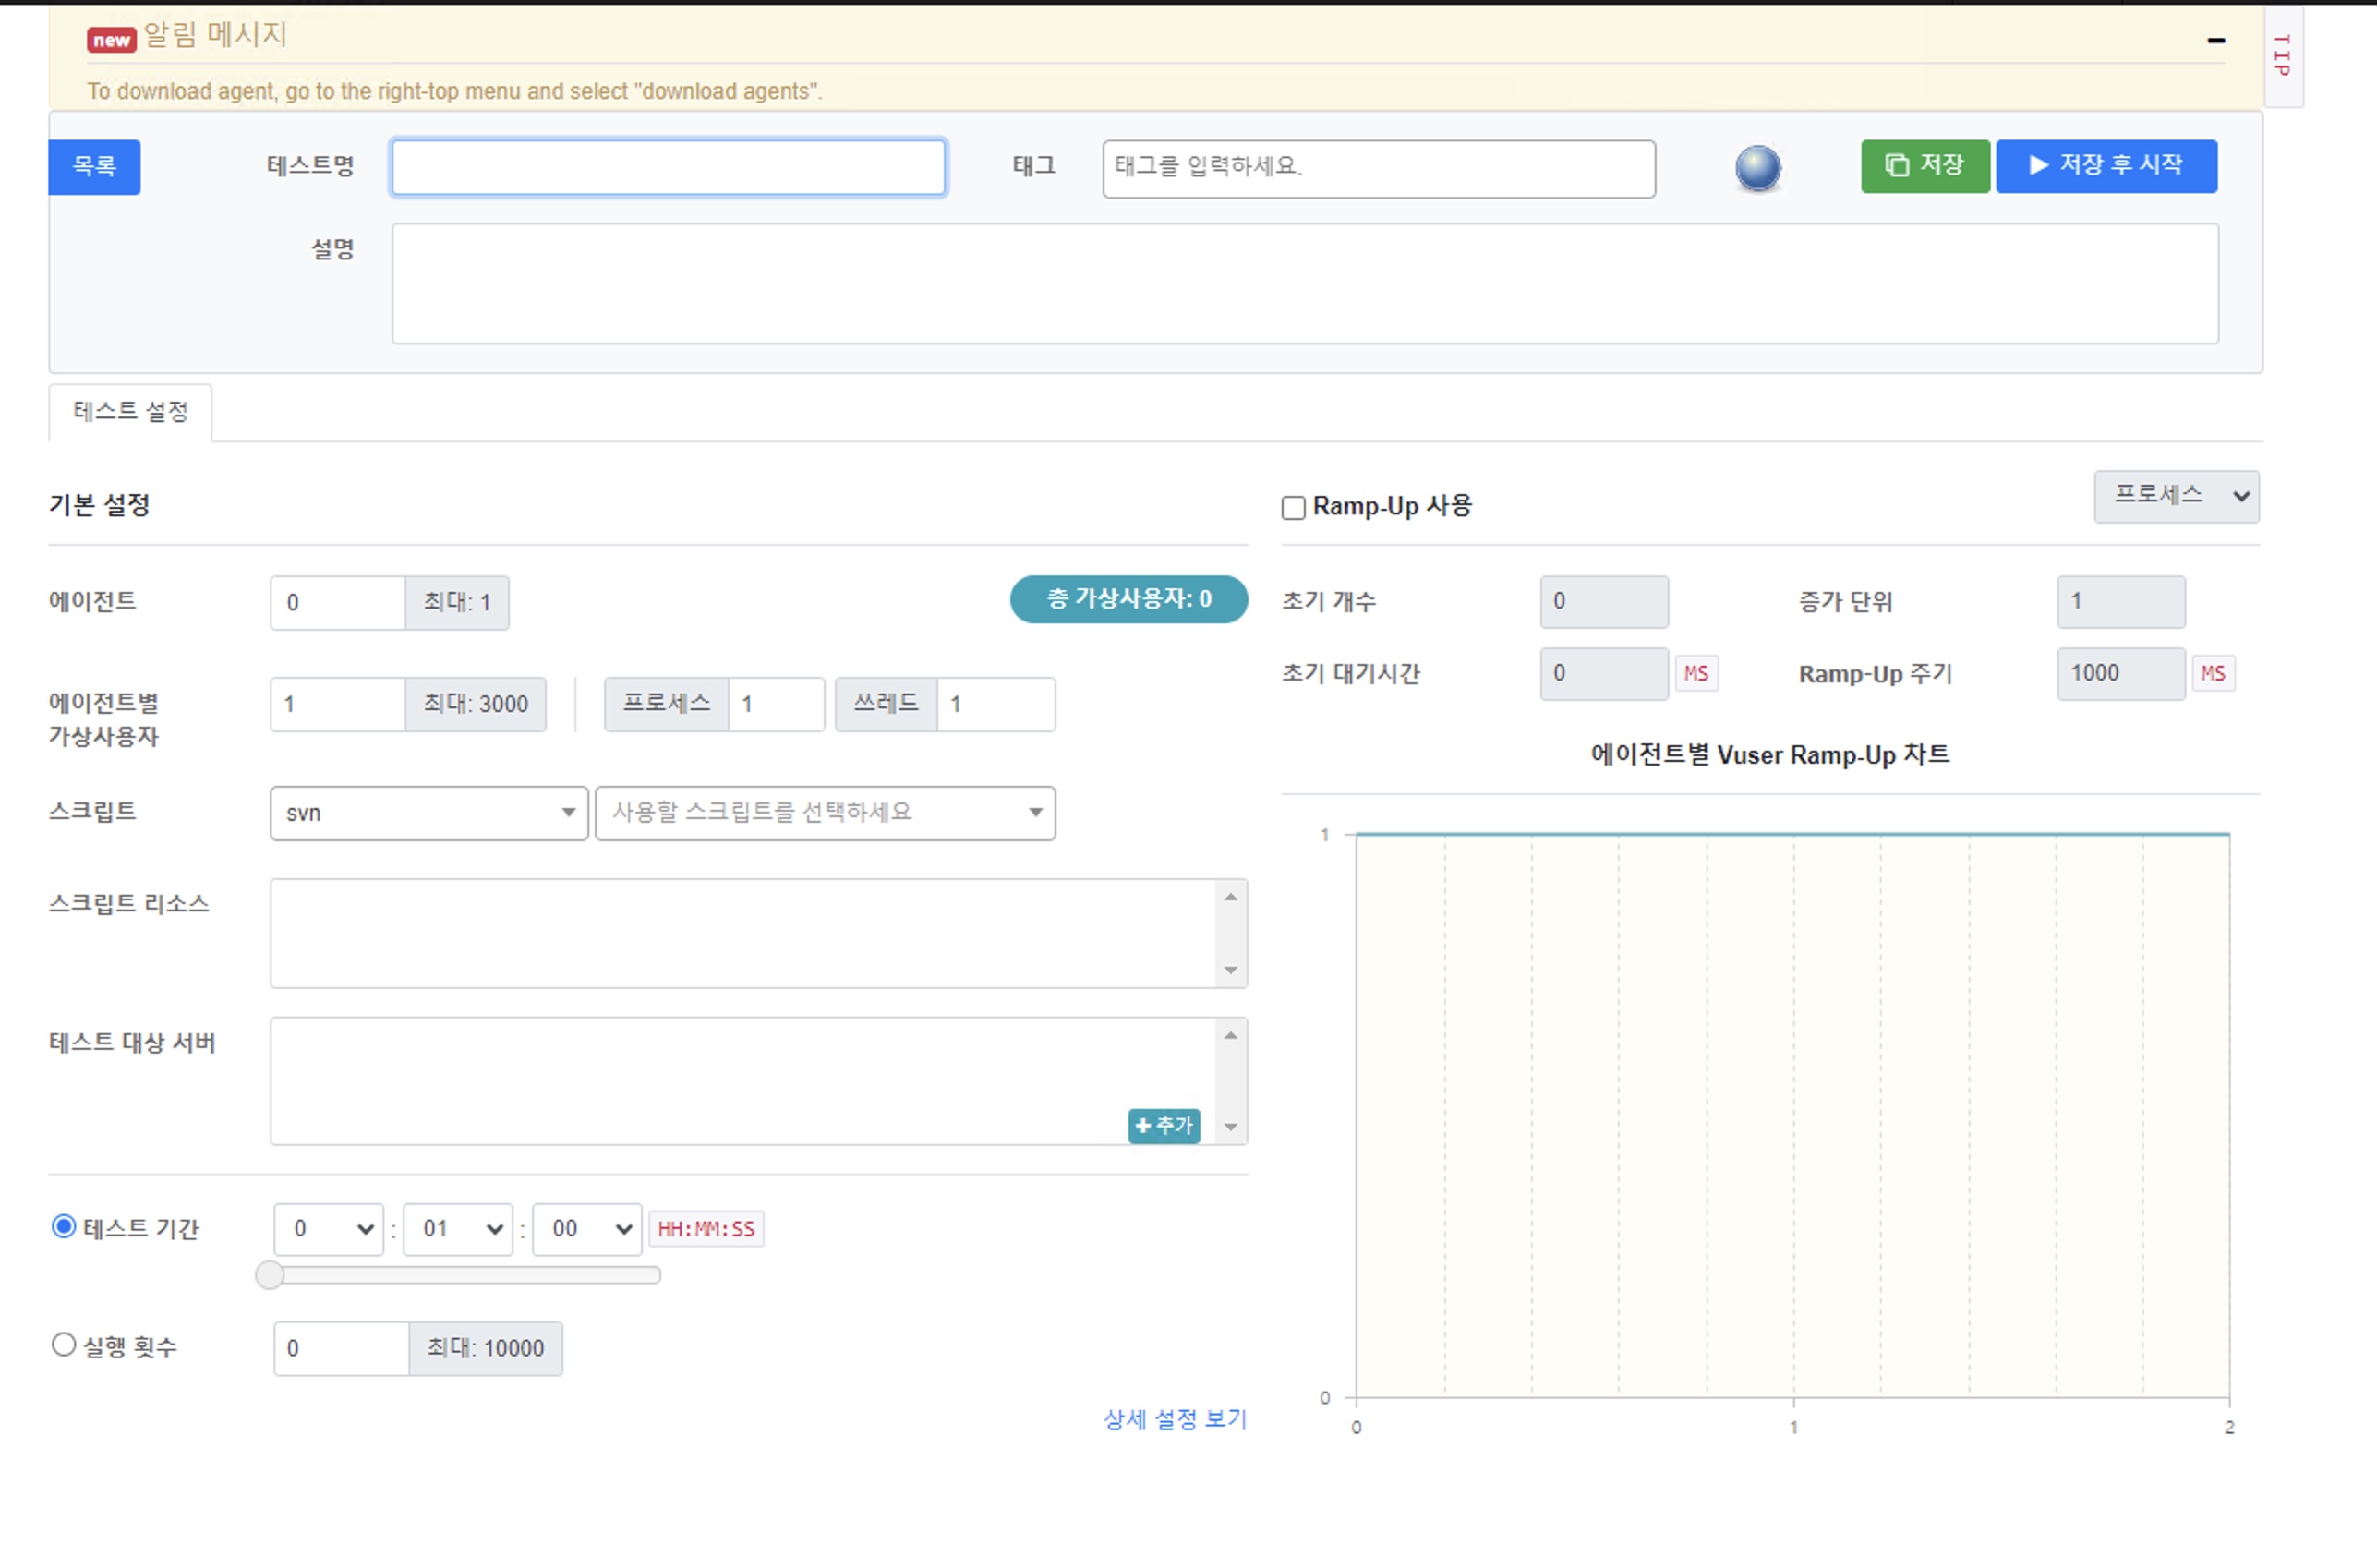 new 알림 메시지
TIP
To download agent, go to the right-top menu and select "download agents".
목록
테스트명
태그
태그를 입력하세요.
저장
저장 후 시작
설명
테스트 설정
기본 설정
에이전트
0
최대: 1
총 가상사용자: 0
에이전트별
가상사용자
1
최대: 3000
프로세스
1
쓰레드
1
스크립트
svn
사용할 스크립트를 선택하세요
스크립트 리소스
테스트 대상 서버
추가
테스트 기간
0 : 01 : 00 HH:MM:SS
실행 횟수
0
최대: 10000
상세 설정 보기
Ramp-Up 사용
프로세스
초기 개수
0
증가 단위
1
초기 대기시간
0
MS
Ramp-Up 주기
1000
MS
에이전트별 Vuser Ramp-Up 차트
1
0
0
1
2